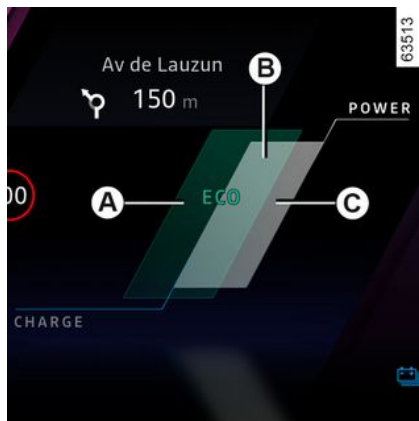 63513
Av de Lauzun
150 m
B
POWER
00
A
ECO
C
CHARGE